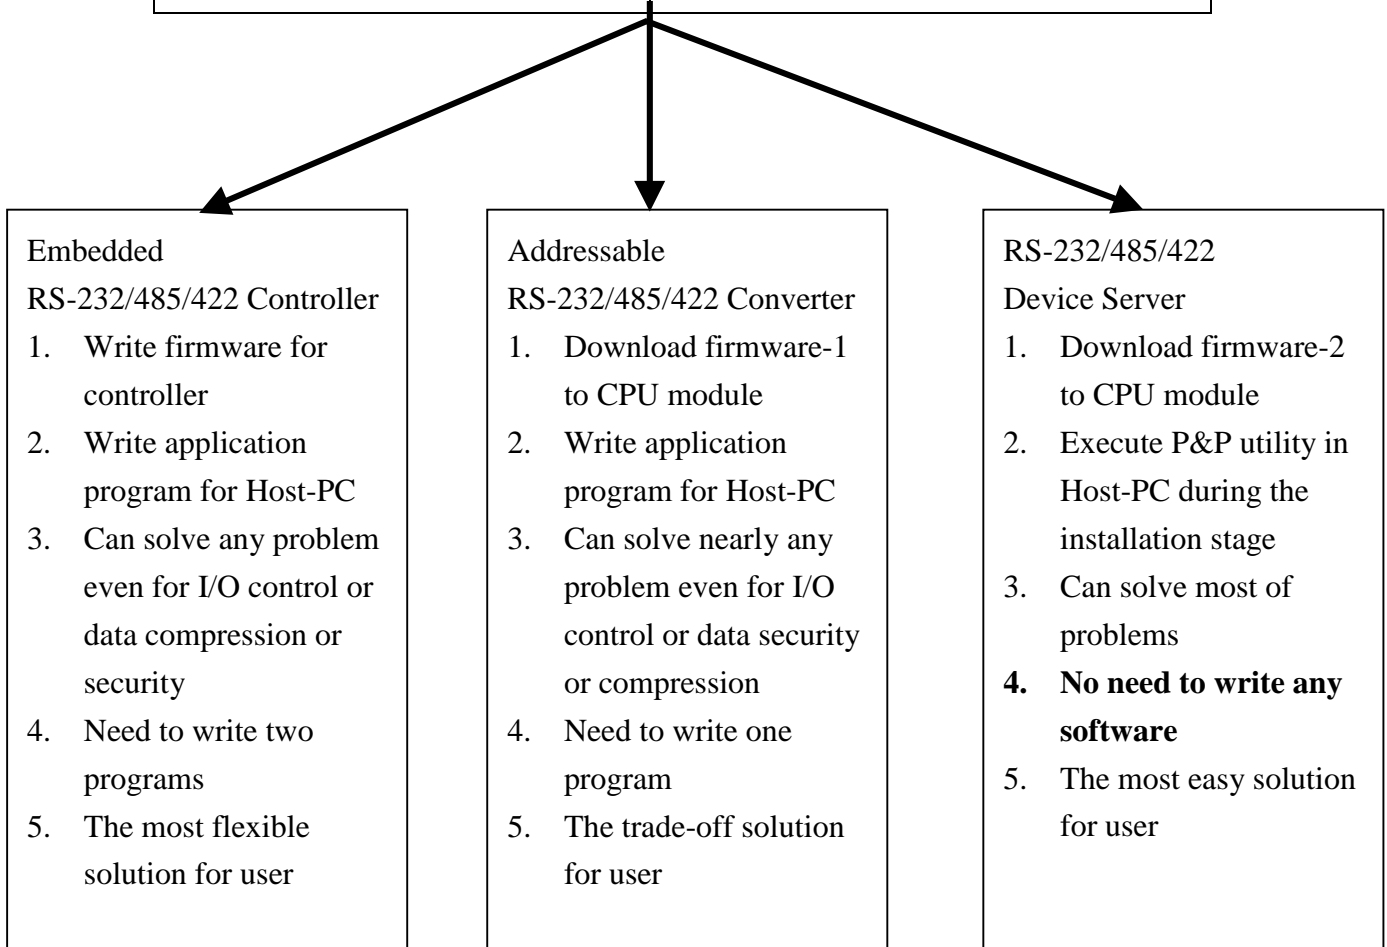 Embedded
RS-232/485/422 Controller
1. Write firmware for
controller
2. Write application
program for Host-PC
3. Can solve any problem
even for I/O control or
data compression or
security
4. Need to write two
programs
5. The most flexible
solution for user
Addressable
RS-232/485/422 Converter
1. Download firmware-1
to CPU module
2. Write application
program for Host-PC
3. Can solve nearly any
problem even for I/O
control or data security
or compression
4. Need to write one
program
5. The trade-off solution
for user
RS-232/485/422
Device Server
1. Download firmware-2
to CPU module
2. Execute P&P utility in
Host-PC during the
installation stage
3. Can solve most of
problems
4. No need to write any
software
5. The most easy solution
for user